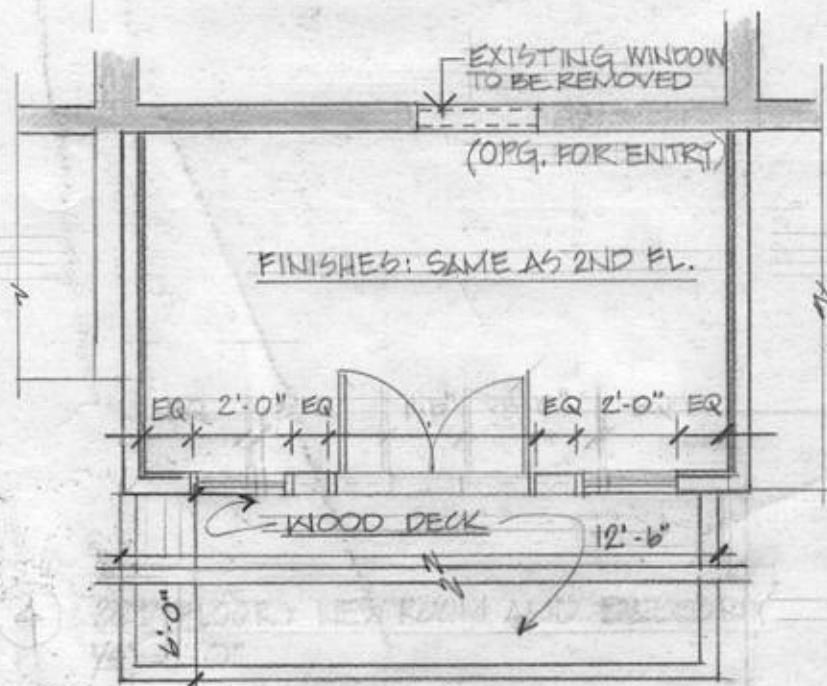 EXISTING WINDOW
TO BE REMOVED
(OPG. FOR ENTRY)
FINISHES: SAME AS 2ND FL.
EQ 2'-0" EQ EQ 2'-0" EQ
WOOD DECK
12'-6"
6'-0"